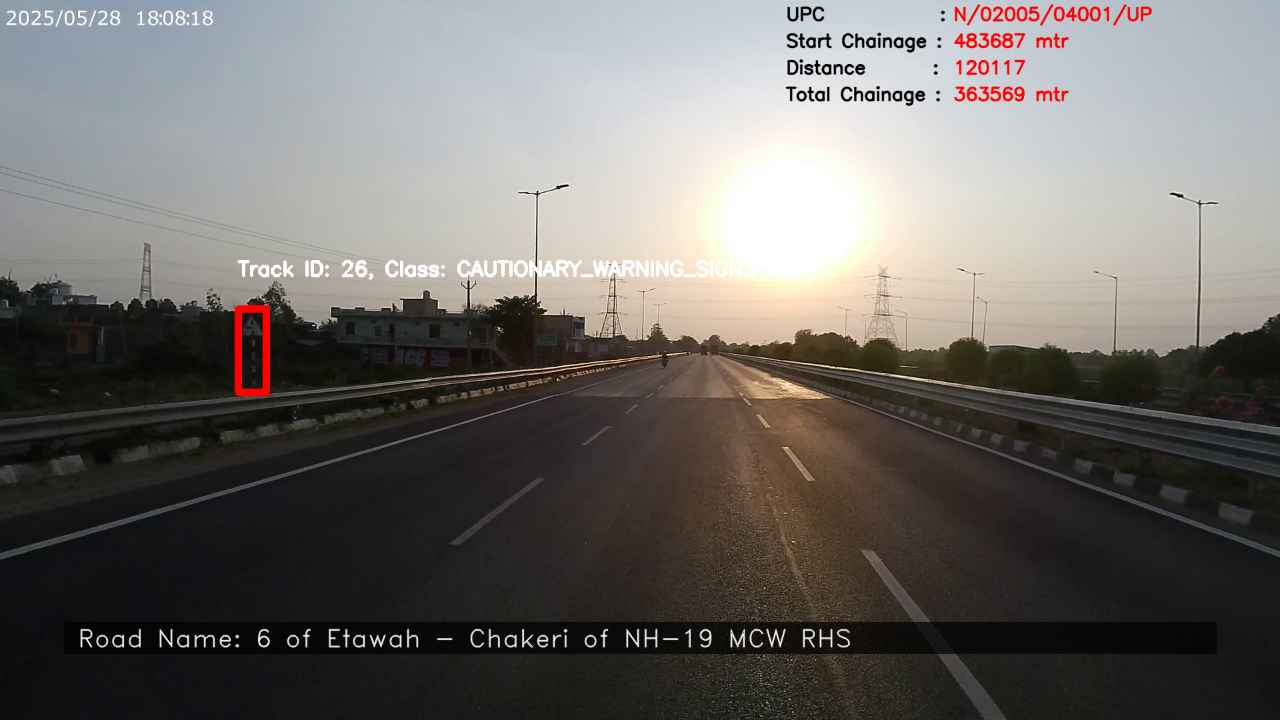 2025/05/28 18:08:18
UPC : N/02005/04001/UP
Start Chainage : 483687 mtr
Distance : 120117
Total Chainage : 363569 mtr
Track ID: 26, Class: CAUTIONARY_WARNING_SIGNS
Road Name: 6 of Etawah - Chakeri of NH-19 MCW RHS